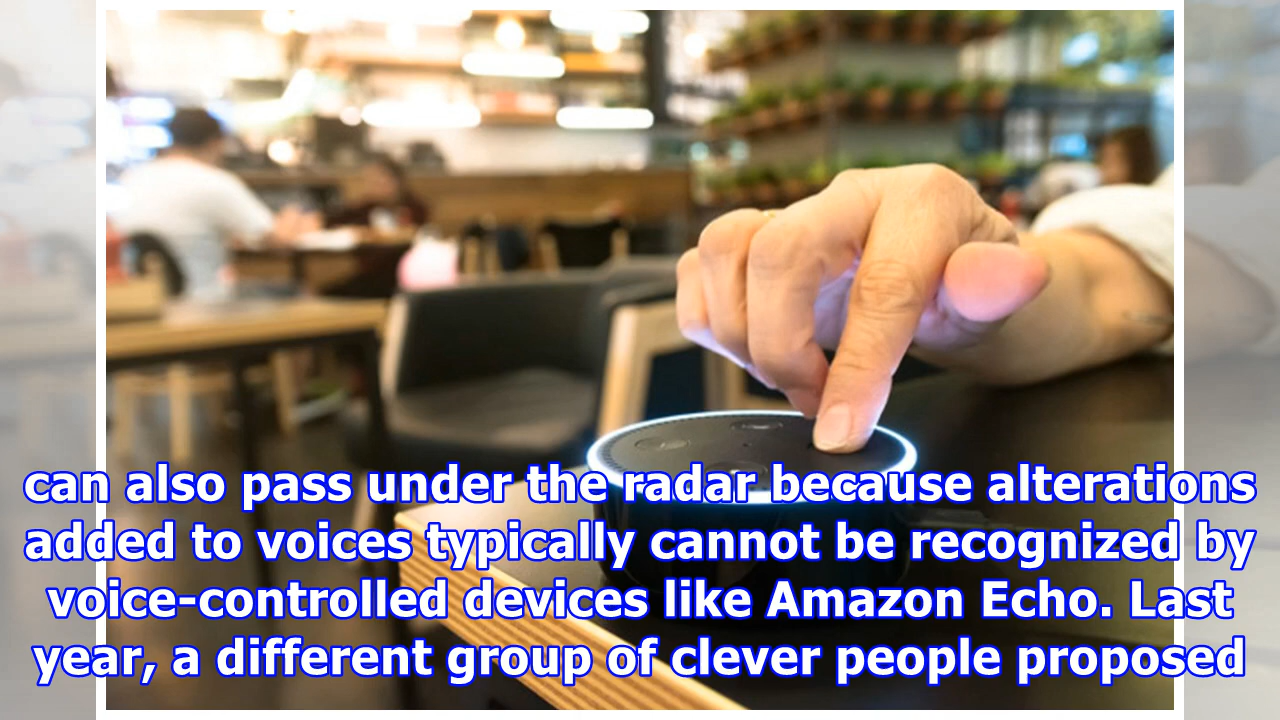 can also pass under the radar because alterations
added to voices typically cannot be recognized by
voice-controlled devices like Amazon Echo. Last
year, a different group of clever people proposed